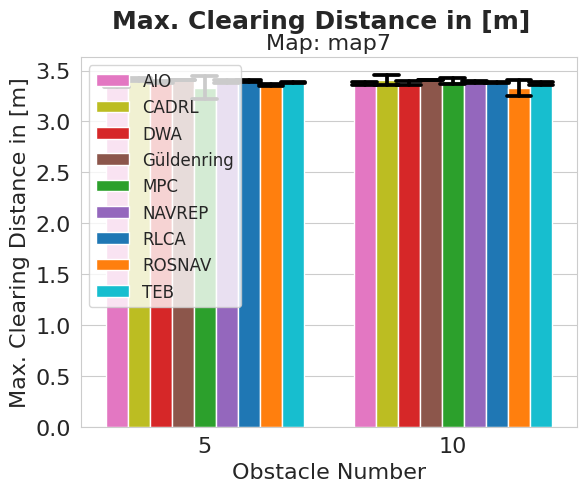 Max. Clearing Distance in [m]
Map: map7
Max. Clearing Distance in [m]
3.5
3.0
2.5
2.0
1.5
1.0
0.5
0.0
AIO
CADRL
DWA
Güldenring
MPC
NAVREP
RLCA
ROSNAV
TEB
5
10
Obstacle Number